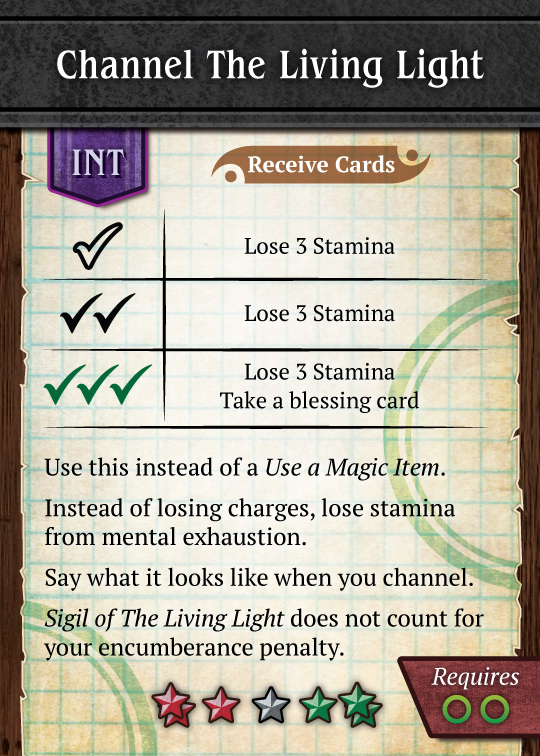 Channel The Living Light
INT
Receive Cards
Lose 3 Stamina
Lose 3 Stamina
Lose 3 Stamina
Take a blessing card
Use this instead of a Use a Magic Item.
Instead of losing charges, lose stamina
from mental exhaustion.
Say what it looks like when you channel.
Sigil of The Living Light does not count for
your encumberance penalty.
Requires